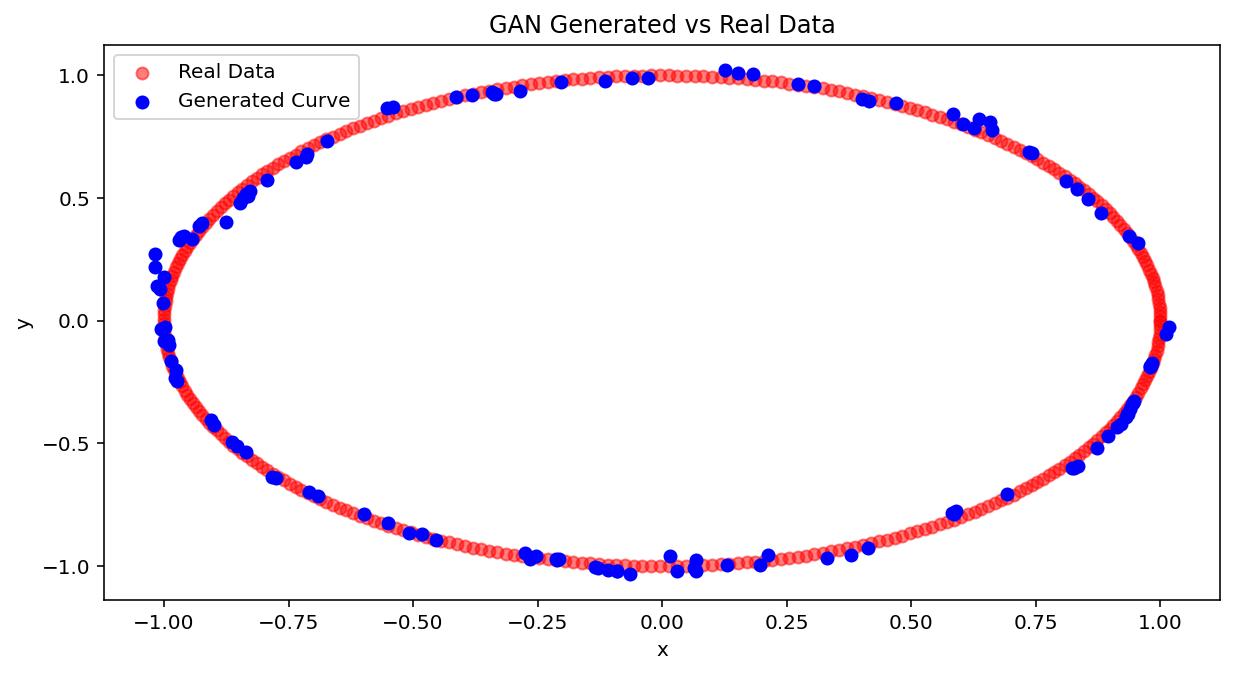 GAN Generated vs Real Data
Real Data
Generated Curve
1.0
0.5
0.0
−0.5
−1.0
y
−1.00 −0.75 −0.50 −0.25 0.00 0.25 0.50 0.75 1.00
x